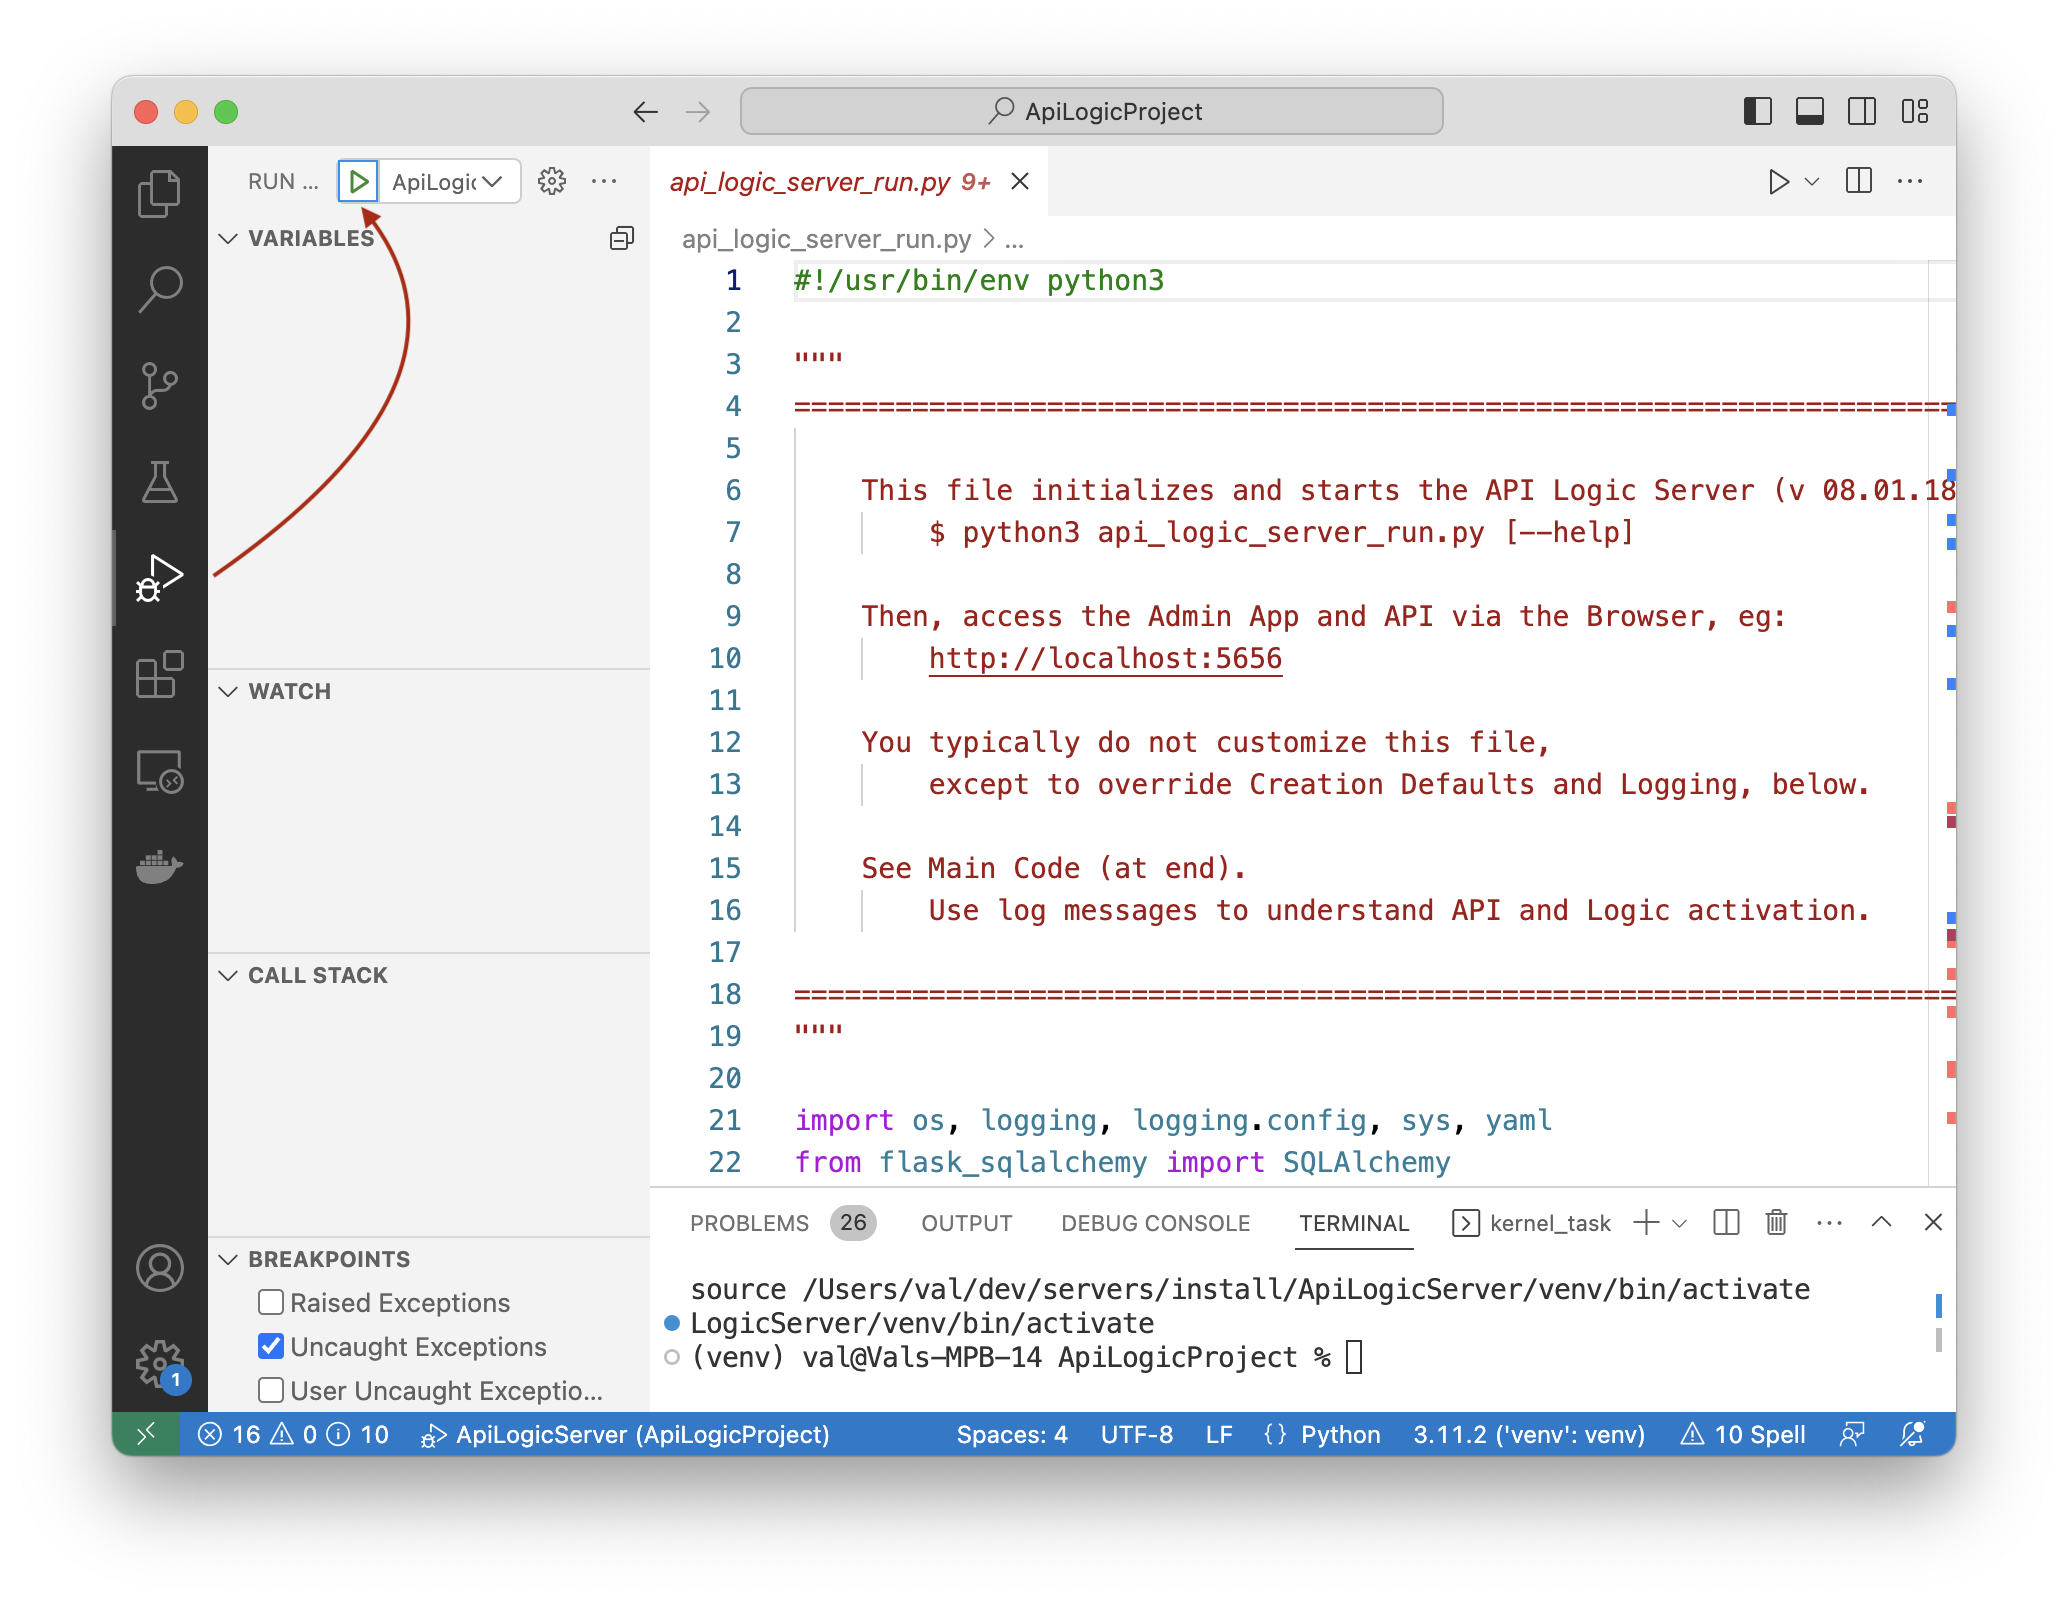 ApiLogicProject
RUN ...
ApiLogic
VARIABLES
WATCH
CALL STACK
BREAKPOINTS
Raised Exceptions
Uncaught Exceptions
User Uncaught Exceptio...
1
api_logic_server_run.py 9+
api_logic_server_run.py > ...
1 #!/usr/bin/env python3
2
3 """
4 =====================================================================
5
6 This file initializes and starts the API Logic Server (v 08.01.18
7 $ python3 api_logic_server_run.py [--help]
8
9 Then, access the Admin App and API via the Browser, eg:
10 http://localhost:5656
11
12 You typically do not customize this file,
13 except to override Creation Defaults and Logging, below.
14
15 See Main Code (at end).
16 Use log messages to understand API and Logic activation.
17
18 =====================================================================
19 """
20
21 import os, logging, logging.config, sys, yaml
22 from flask_sqlalchemy import SQLAlchemy
PROBLEMS 26 OUTPUT DEBUG CONSOLE TERMINAL kernel_task
source /Users/val/dev/servers/install/ApiLogicServer/venv/bin/activate
LogicServer/venv/bin/activate
(venv) val@Vals-MPB-14 ApiLogicProject %
16 0 10 ApiLogicServer (ApiLogicProject) Spaces: 4 UTF-8 LF {} Python 3.11.2 ('venv': venv) 10 Spell